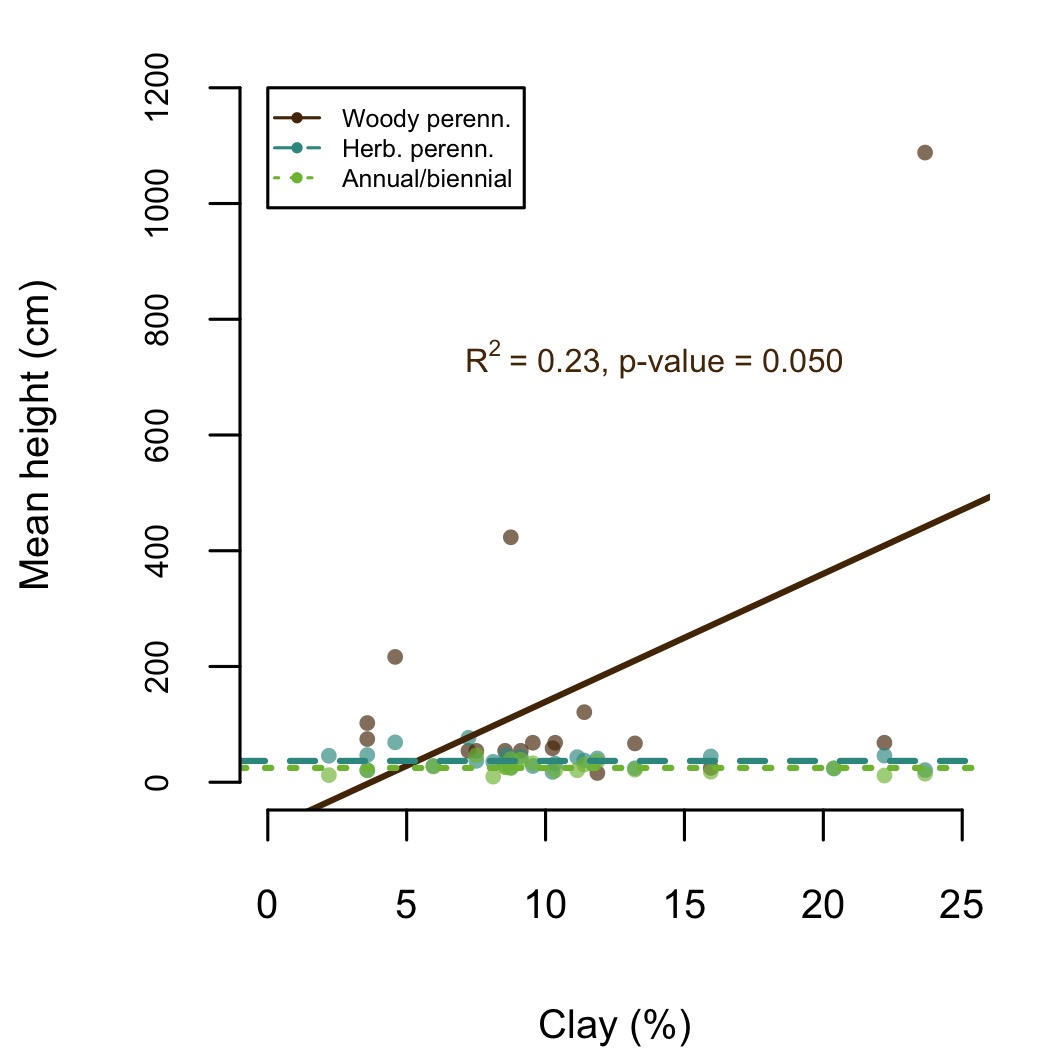 1200
1000
800
600
400
200
0
Mean height (cm)
Woody perenn.
Herb. perenn.
Annual/biennial
R² = 0.23, p-value = 0.050
0 5 10 15 20 25
Clay (%)